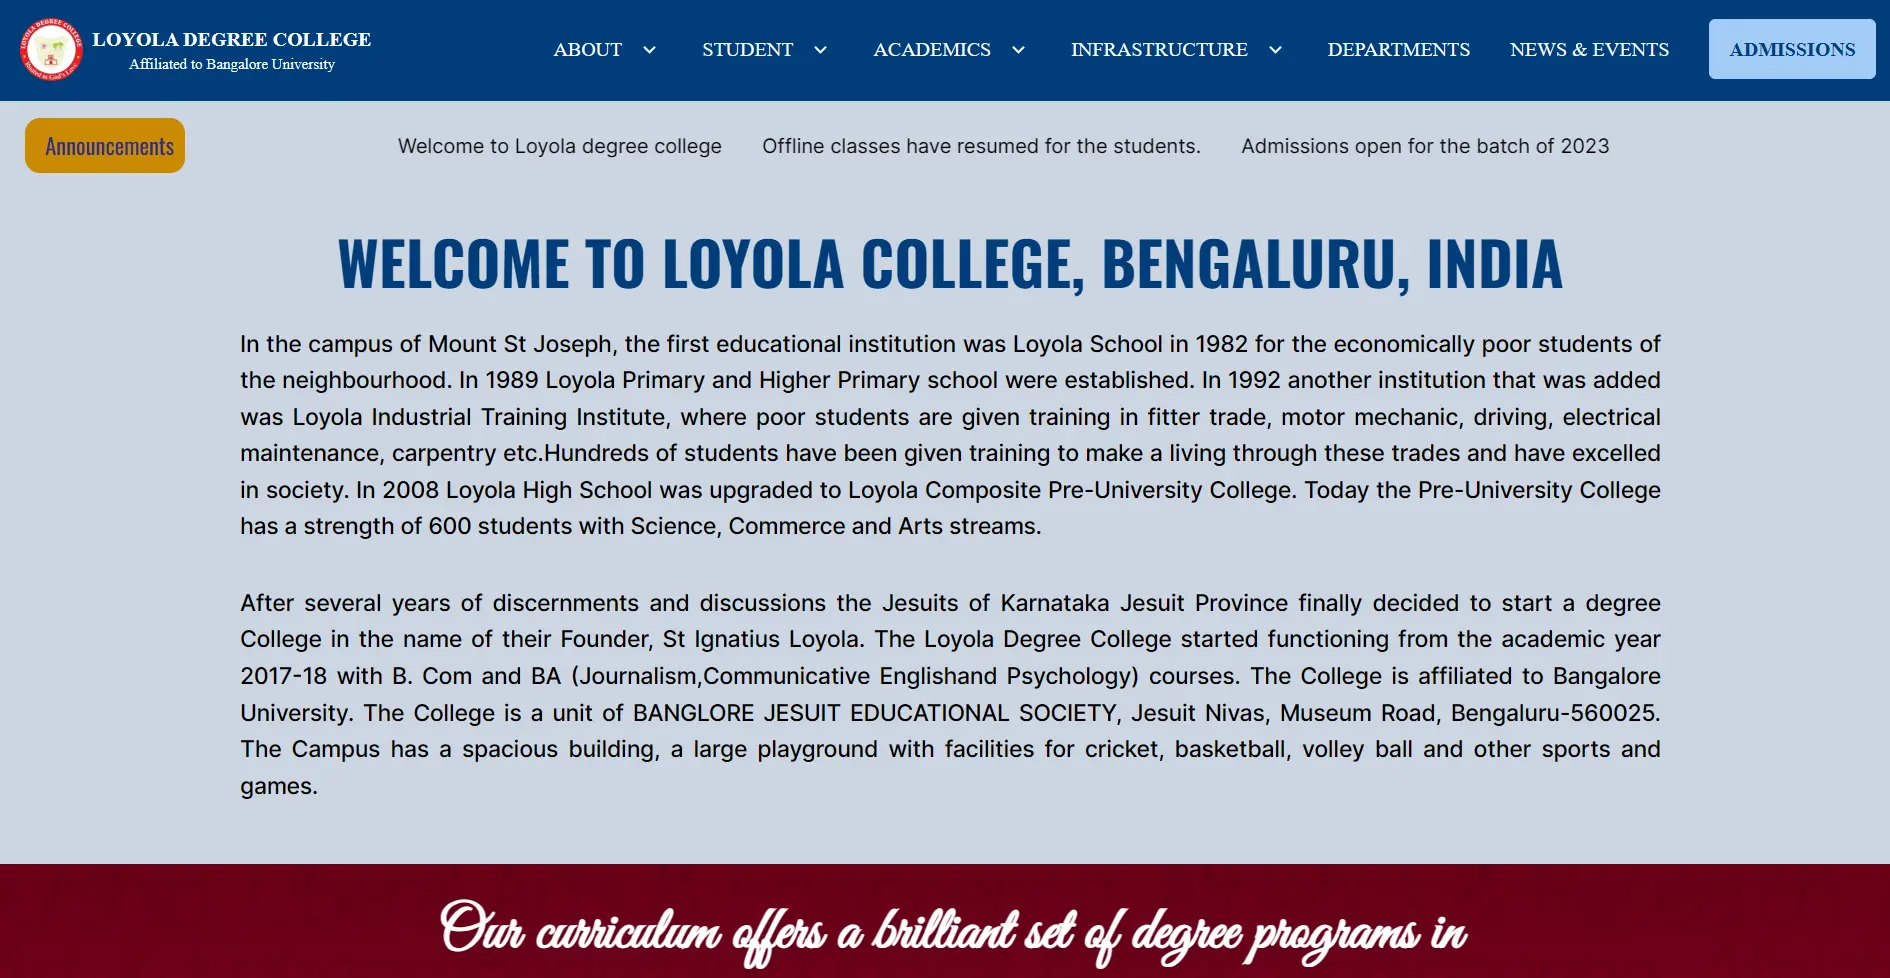 LOYOLA DEGREE COLLEGE
Rooted in God's Love
LOYOLA DEGREE COLLEGE
Affiliated to Bangalore University
ABOUT STUDENT ACADEMICS INFRASTRUCTURE DEPARTMENTS NEWS & EVENTS ADMISSIONS
Announcements Welcome to Loyola degree college Offline classes have resumed for the students. Admissions open for the batch of 2023
WELCOME TO LOYOLA COLLEGE, BENGALURU, INDIA
In the campus of Mount St Joseph, the first educational institution was Loyola School in 1982 for the economically poor students of
the neighbourhood. In 1989 Loyola Primary and Higher Primary school were established. In 1992 another institution that was added
was Loyola Industrial Training Institute, where poor students are given training in fitter trade, motor mechanic, driving, electrical
maintenance, carpentry etc.Hundreds of students have been given training to make a living through these trades and have excelled
in society. In 2008 Loyola High School was upgraded to Loyola Composite Pre-University College. Today the Pre-University College
has a strength of 600 students with Science, Commerce and Arts streams.
After several years of discernments and discussions the Jesuits of Karnataka Jesuit Province finally decided to start a degree
College in the name of their Founder, St Ignatius Loyola. The Loyola Degree College started functioning from the academic year
2017-18 with B. Com and BA (Journalism,Communicative Englishand Psychology) courses. The College is affiliated to Bangalore
University. The College is a unit of BANGLORE JESUIT EDUCATIONAL SOCIETY, Jesuit Nivas, Museum Road, Bengaluru-560025.
The Campus has a spacious building, a large playground with facilities for cricket, basketball, volley ball and other sports and
games.
Our curriculum offers a brilliant set of degree programs in